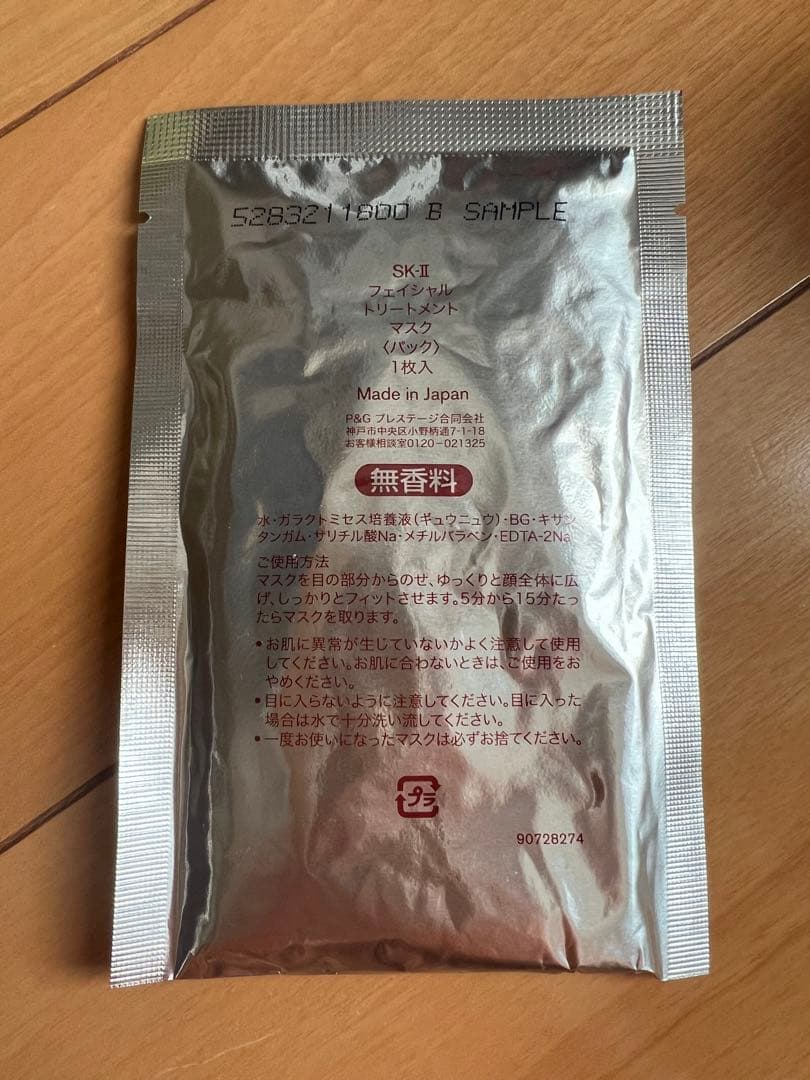 5283211800 B SAMPLE
SK-Ⅱ
フェイシャル
トリートメント
マスク
〈パック〉
1枚入
Made in Japan
P&G プレステージ合同会社
神戸市中央区小野柄通7-1-18
お客様相談室0120-021325
無香料
水・ガラクトミセス培養液(ギュウニュウ)・BG・キサン
タンガム・サリチル酸Na・メチルパラベン・EDTA-2Na
ご使用方法
マスクを目の部分からのせ、ゆっくりと顔全体に広
げ、しっかりとフィットさせます。5分から15分たっ
たらマスクを取ります。
•お肌に異常が生じていないかよく注意して使用
してください。お肌に合わないときは、ご使用をお
やめください。
•目に入らないように注意してください。目に入った
場合は水で十分洗い流してください。
•一度お使いになったマスクは必ずお捨てください。
プラ
90728274